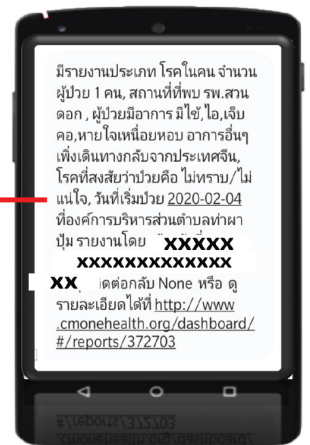 มีรายงานประเภท โรคในคน จำนวน
ผู้ป่วย 1 คน, สถานที่ที่พบ รพ.สวน
ดอก , ผู้ป่วยมีอาการ มีไข้,ไอ,เจ็บ
คอ,หายใจเหนื่อยหอบ อาการอื่นๆ
เพิ่งเดินทางกลับจากประเทศจีน,
โรคที่สงสัยว่าป่วยคือ ไม่ทราบ/ไม่
แน่ใจ, วันที่เริ่มป่วย 2020-02-04
ที่องค์การบริหารส่วนตำบลท่าผา
ปุ้ม รายงานโดย XXXXX
XXXXXXXXXXXXX
XX ติดต่อกลับ None หรือ ดู
รายละเอียดได้ที่ http://www
.cmonehealth.org/dashboard/
#/reports/372703